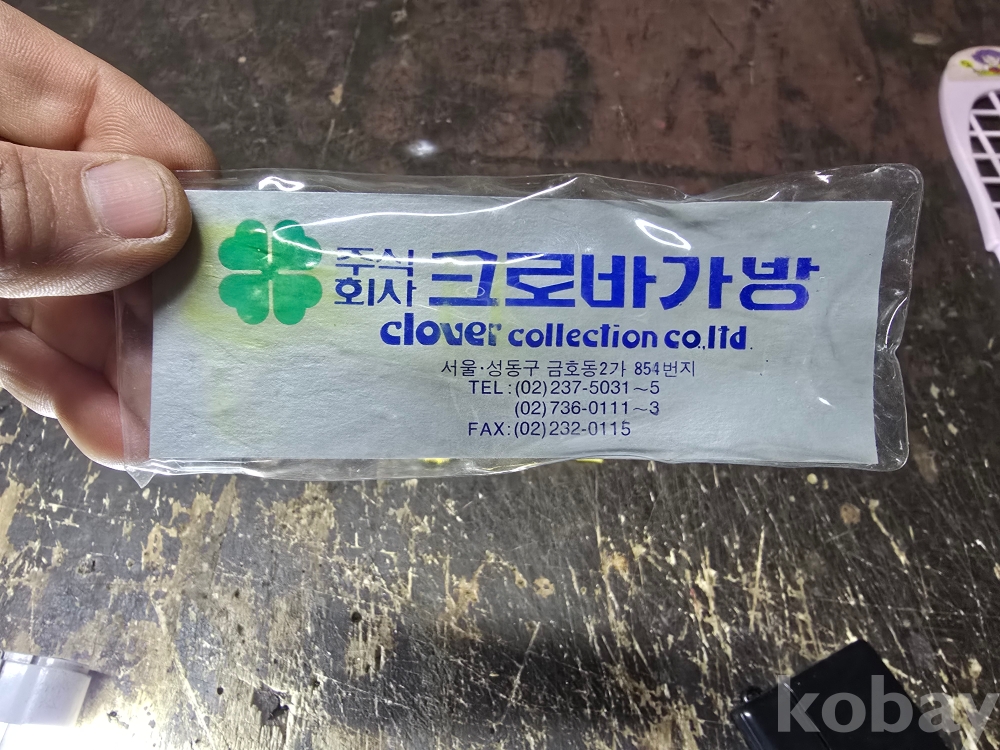 주식
회사 크로바가방
clover collection co.,ltd.
서울·성동구 금호동2가 854번지
TEL:(02)237-5031~5
(02)736-0111~3
FAX:(02)232-0115
kobay